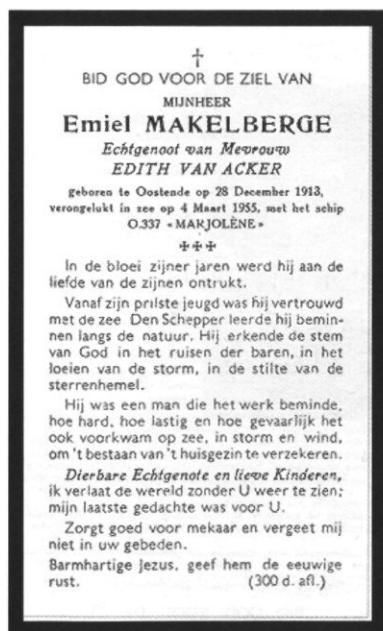 BID GOD VOOR DE ZIEL VAN
MIJNHEER
Emiel MAKELBERGE
Echtgenoot van Mevrouw
EDITH VAN ACKER
geboren te Oostende op 28 December 1913,
verongelukt in zee op 4 Maart 1955, met het schip
O.337 «MARJOLÈNE»
In de bloei zijner jaren werd hij aan de
liefde van de zijnen ontrukt.
Vanaf zijn prilste jeugd was hij vertrouwd
met de zee Den Schepper leerde hij bemin-
nen langs de natuur. Hij erkende de stem
van God in het ruisen der baren, in het
loeien van de storm, in de stilte van de
sterrenhemel.
Hij was een man die het werk beminde,
hoe hard, hoe lastig en hoe gevaarlijk het
ook voorkwam op zee, in storm en wind,
om 't bestaan van 't huisgezin te verzekeren.
Dierbare Echtgenote en lieve Kinderen,
ik verlaat de wereld zonder U weer te zien;
mijn laatste gedachte was voor U.
Zorgt goed voor mekaar en vergeet mij
niet in uw gebeden.
Barmhartige Jezus, geef hem de eeuwige
rust. (300 d. afl.)